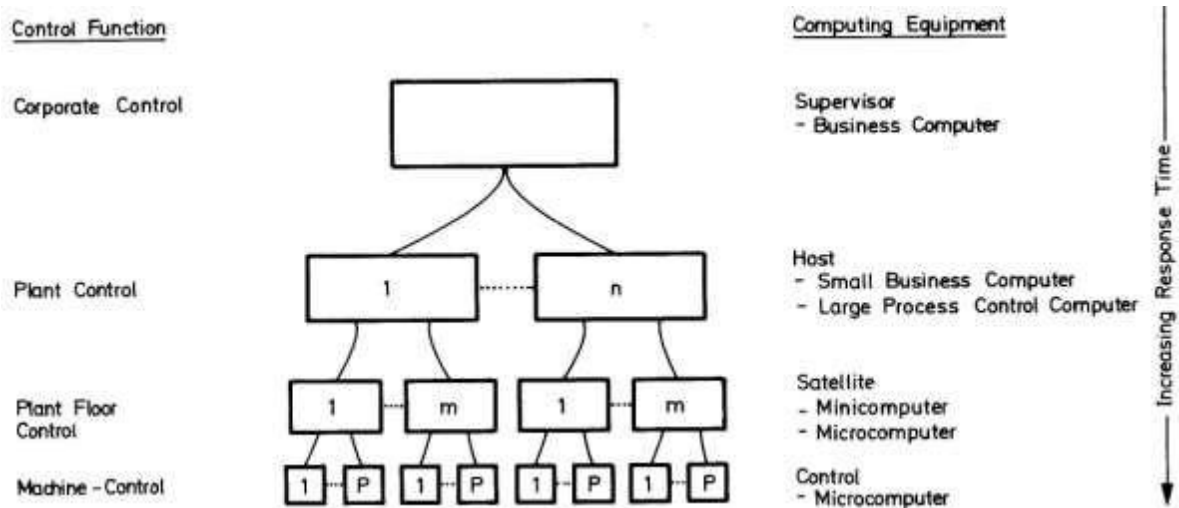 Control Function
Computing Equipment
Corporate Control
Supervisor
- Business Computer
Plant Control
1
n
Host
- Small Business Computer
- Large Process Control Computer
Plant Floor
Control
1
m
1
m
Satellite
- Minicomputer
- Microcomputer
Machine-Control
1
P
1
P
1
P
1
P
Control
- Microcomputer
Increasing Response Time